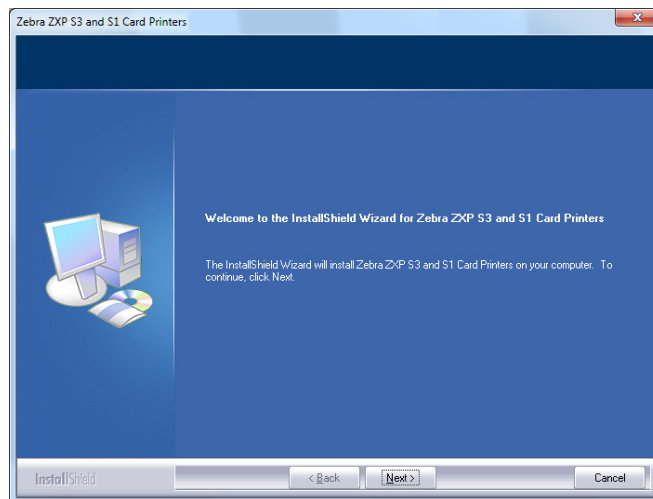 Zebra ZXP S3 and S1 Card Printers
Welcome to the InstallShield Wizard for Zebra ZXP S3 and S1 Card Printers
The InstallShield Wizard will install Zebra ZXP S3 and S1 Card Printers on your computer. To
continue, click Next.
InstallShield
< Back
Next >
Cancel